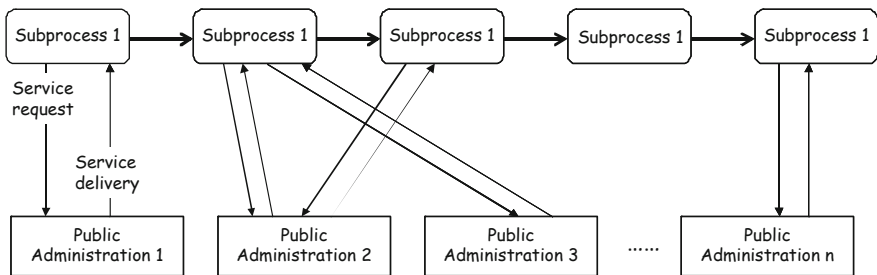 Subprocess 1
Subprocess 1
Subprocess 1
Subprocess 1
Subprocess 1
Service
request
Service
delivery
Public
Administration 1
Public
Administration 2
Public
Administration 3
......
Public
Administration n